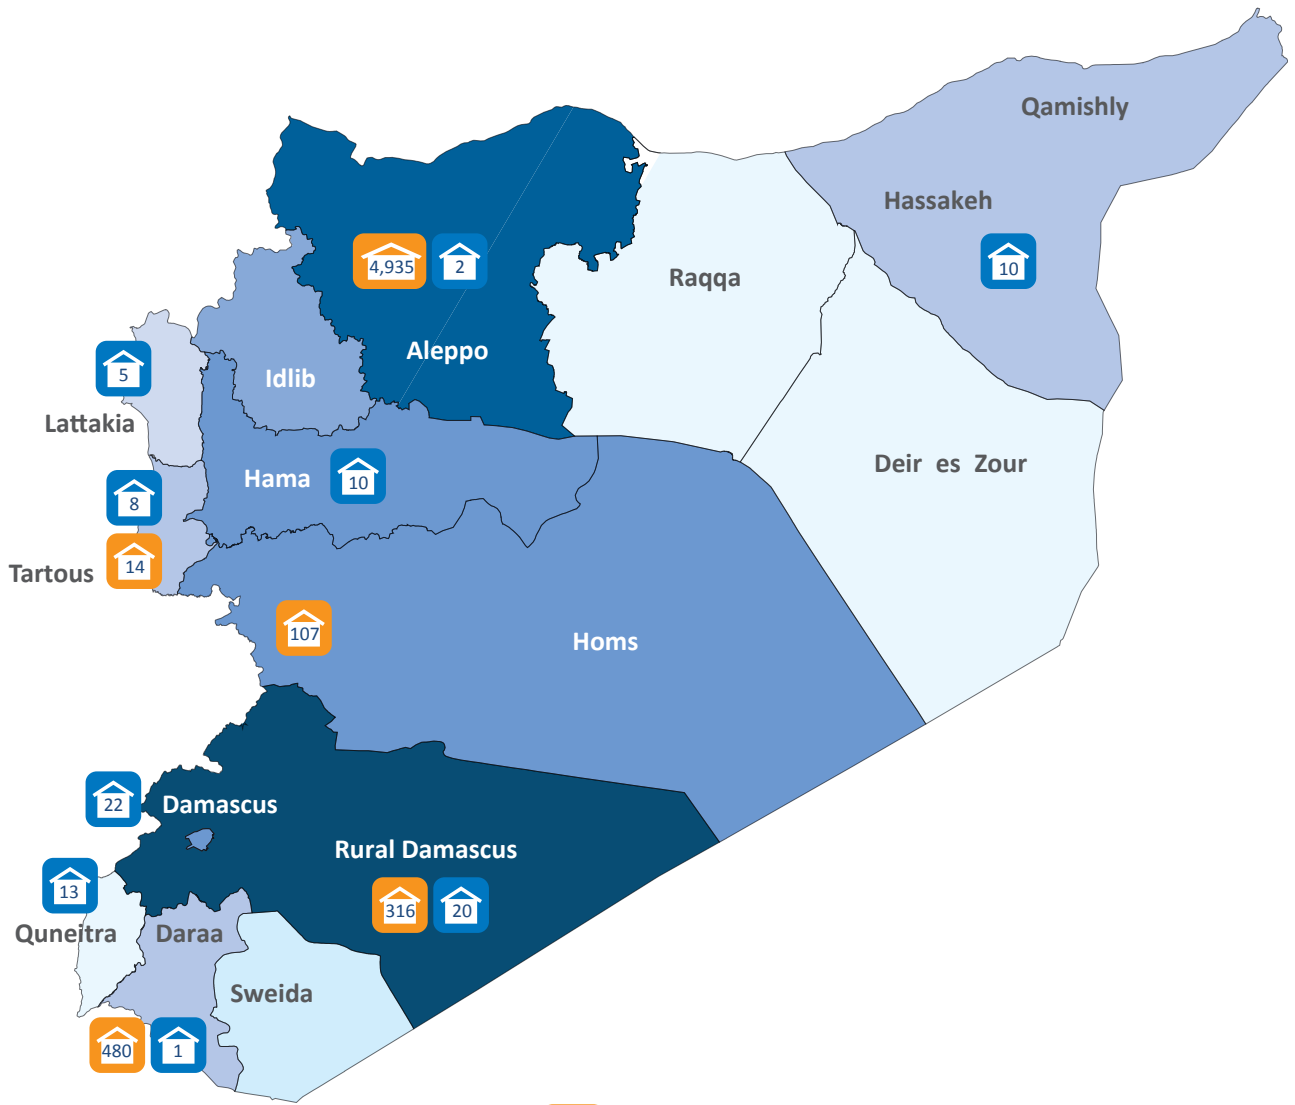 Qamishly
Hassakeh
10
4,935
2
Raqqa
Aleppo
5
Idlib
Lattakia
Deir es Zour
Hama
10
8
14
Tartous
107
Homs
22
Damascus
Rural Damascus
13
316
20
Quneitra
Daraa
Sweida
480
1